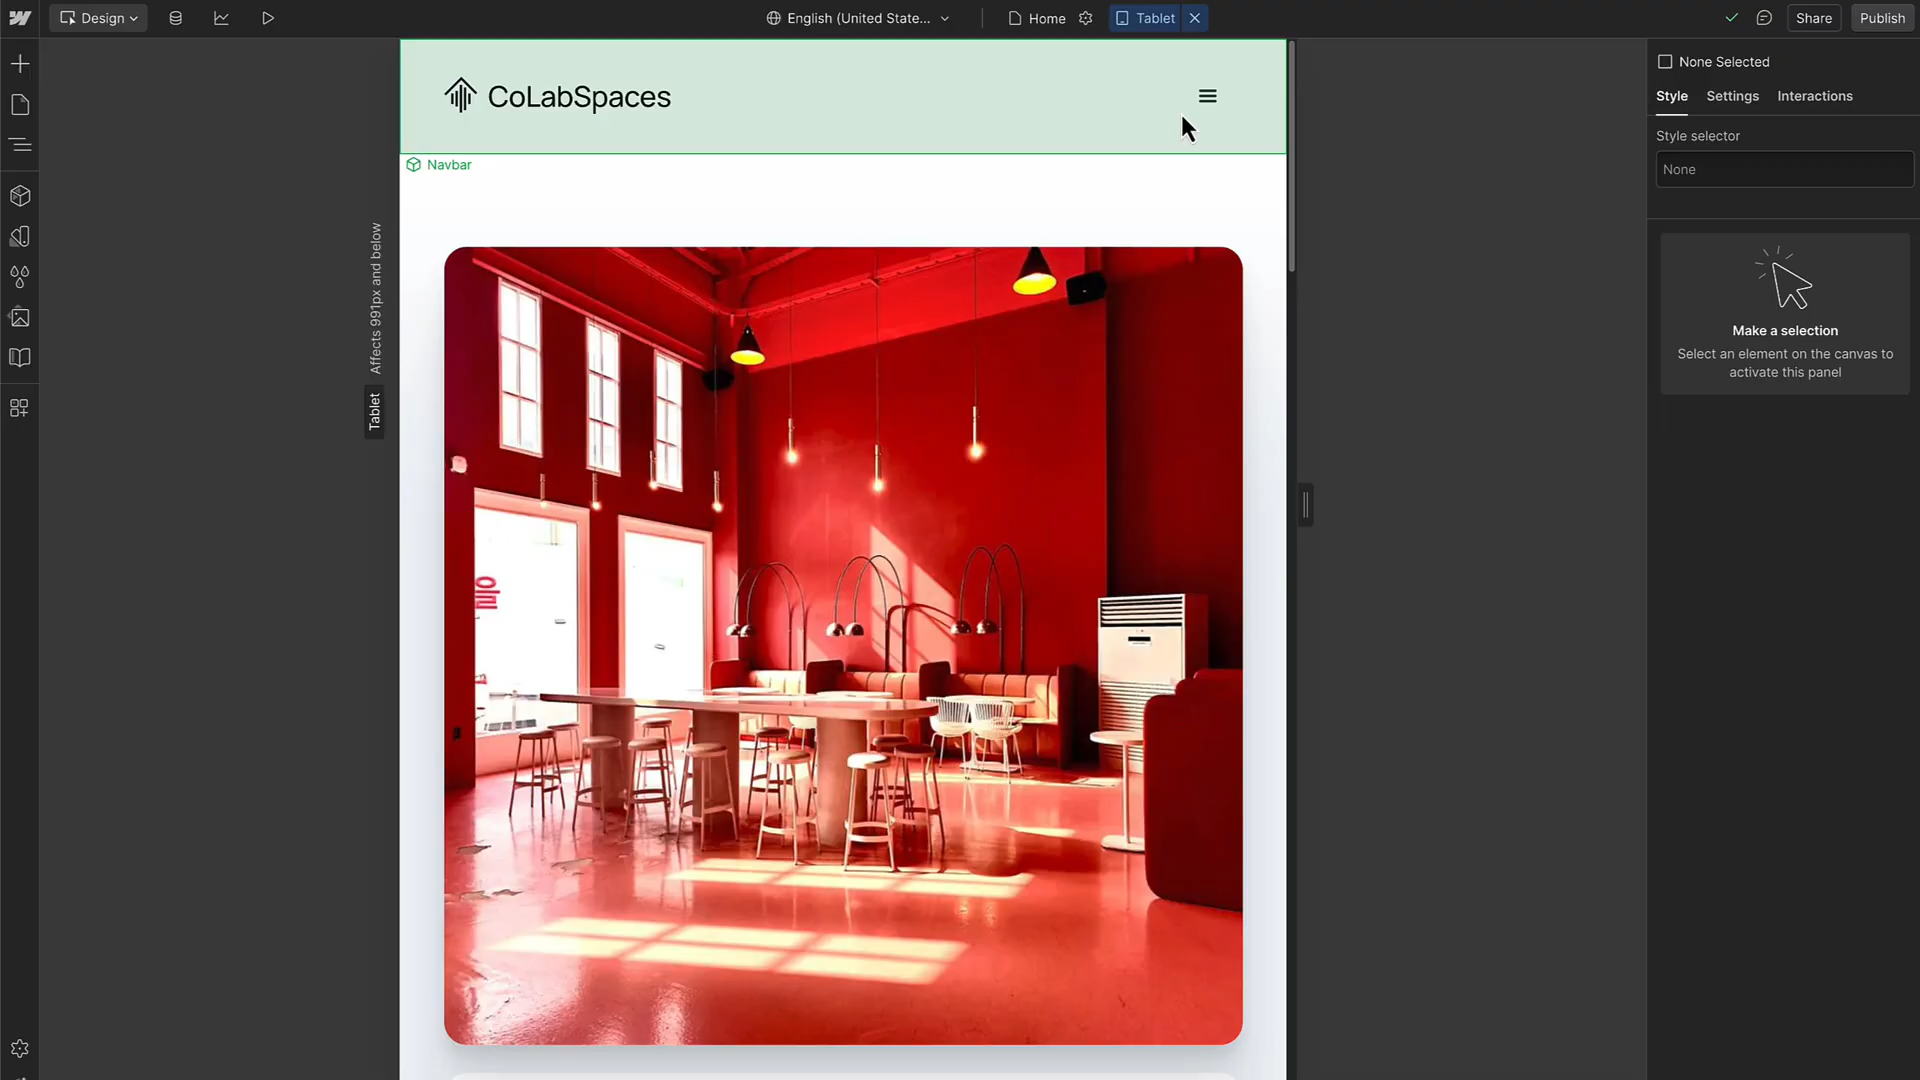 Design
English (United State...
Home
Tablet
Share
Publish
CoLabSpaces
Navbar
Affects 991px and below
Tablet
을
None Selected
Style
Settings
Interactions
Style selector
None
Make a selection
Select an element on the canvas to
activate this panel